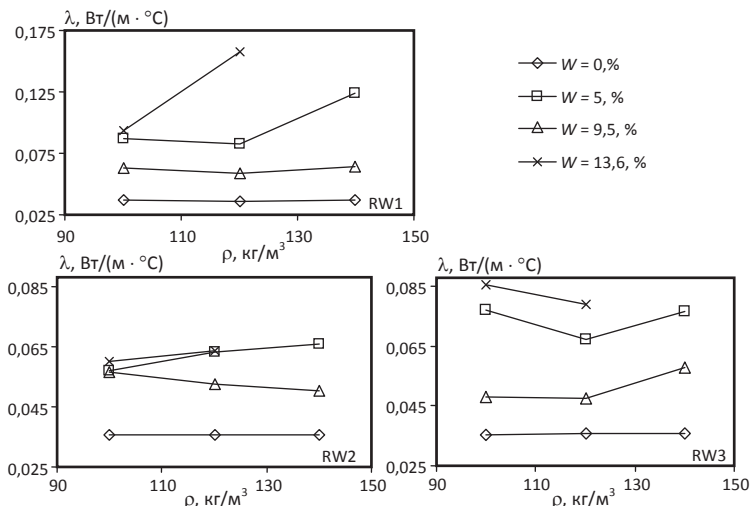 λ, Вт/(м · °C)
0,175
0,125
0,075
0,025
90
110
130
150
ρ, кг/м³
RW1
W = 0,%
W = 5, %
W = 9,5, %
W = 13,6, %
λ, Вт/(м · °C)
0,085
0,065
0,045
0,025
90
110
130
150
ρ, кг/м³
RW2
λ, Вт/(м · °C)
0,085
0,065
0,045
0,025
90
110
130
150
ρ, кг/м³
RW3